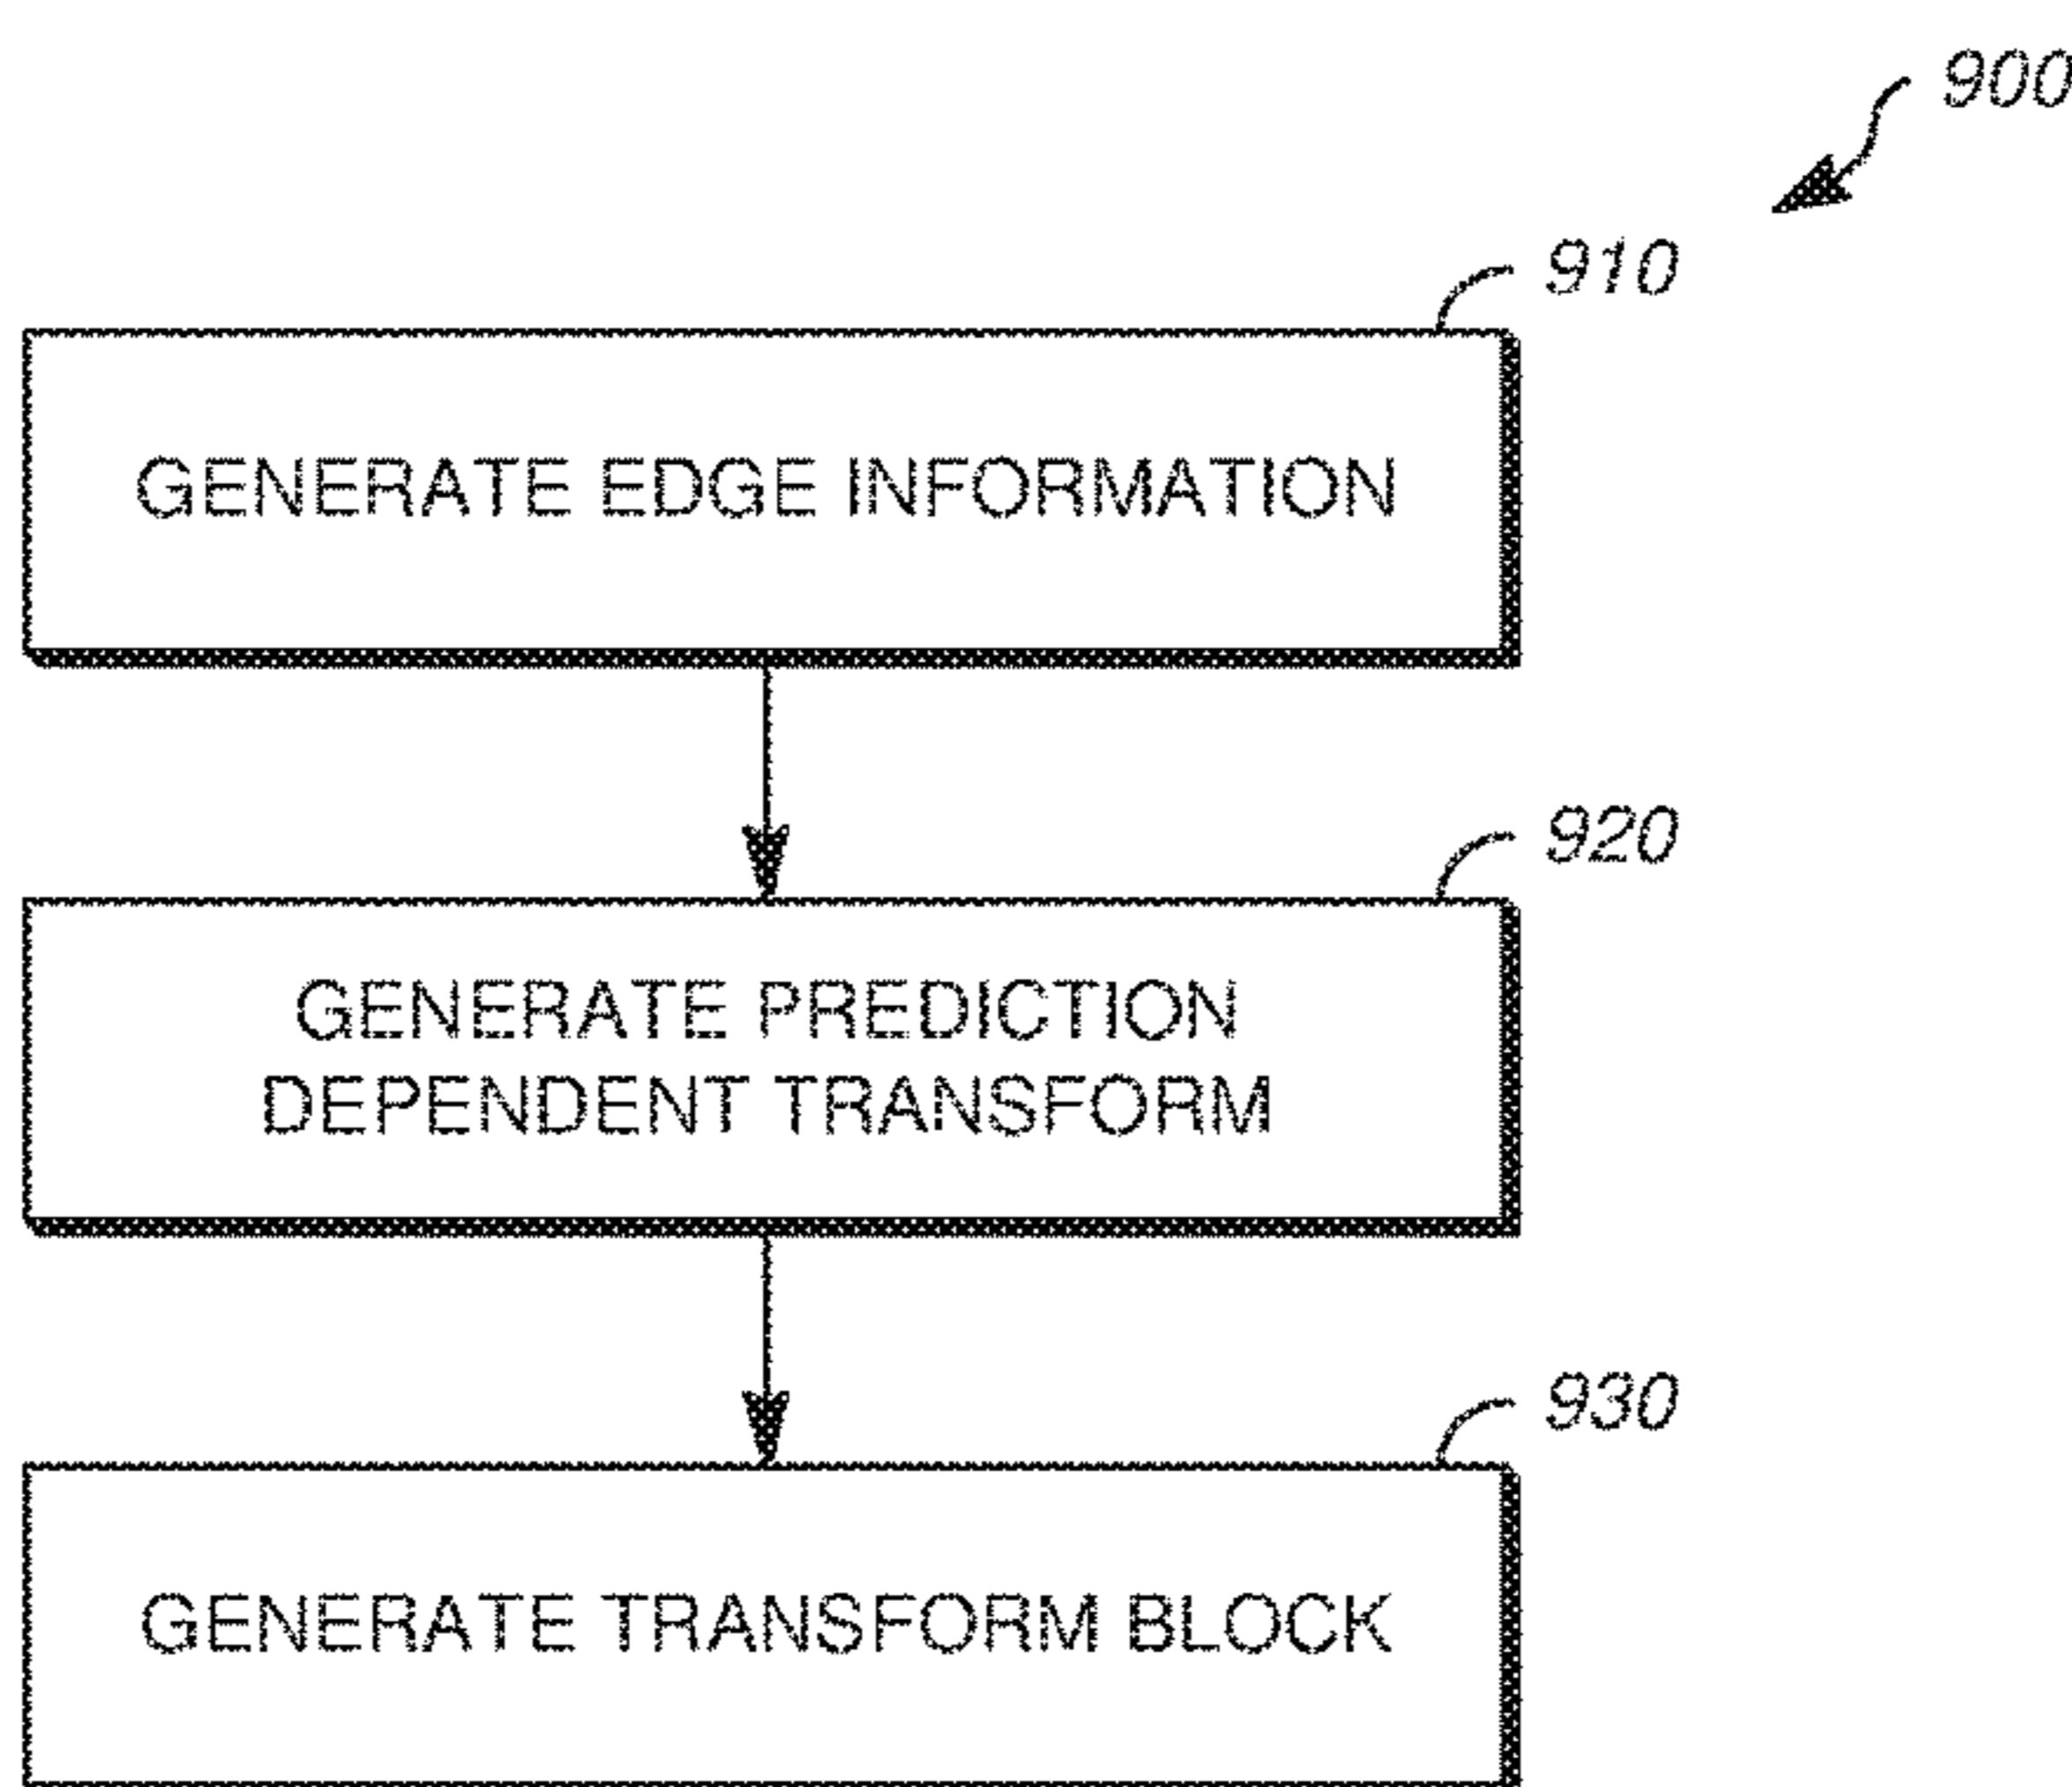 900
910
GENERATE EDGE INFORMATION
920
GENERATE PREDICTION
DEPENDENT TRANSFORM
930
GENERATE TRANSFORM BLOCK